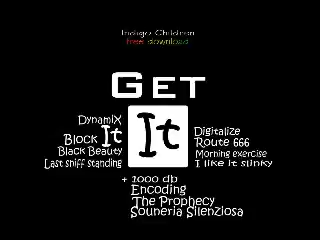 Indigo Children
free download
GET
It
DynamiX
Block It
Black Beauty
Last sniff standing
Digitalize
Route 666
Morning exercise
I like it slinky
+ 1000 db
Encoding
The Prophecy
Souneria Silenziosa